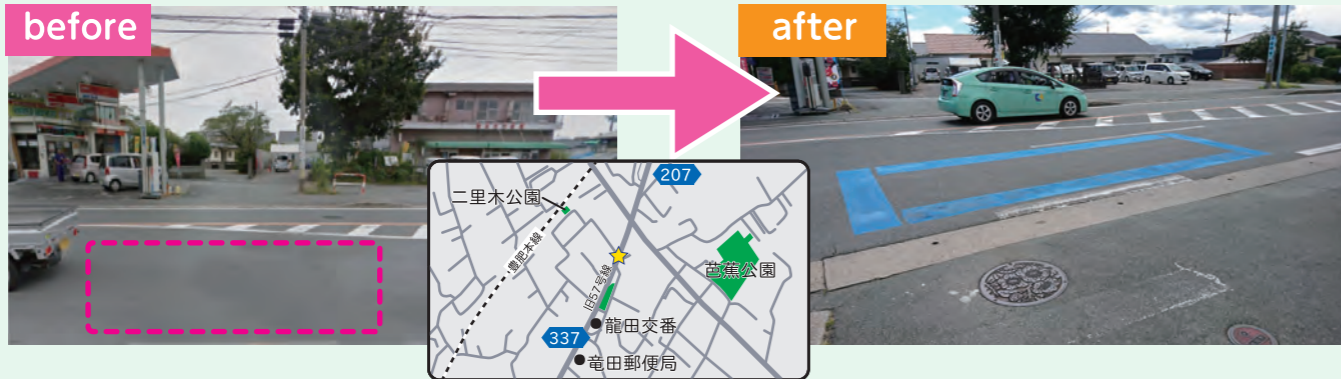 before
after
207
二里木公園
豊肥本線
旧57号線
芭蕉公園
龍田交番
337
竜田郵便局